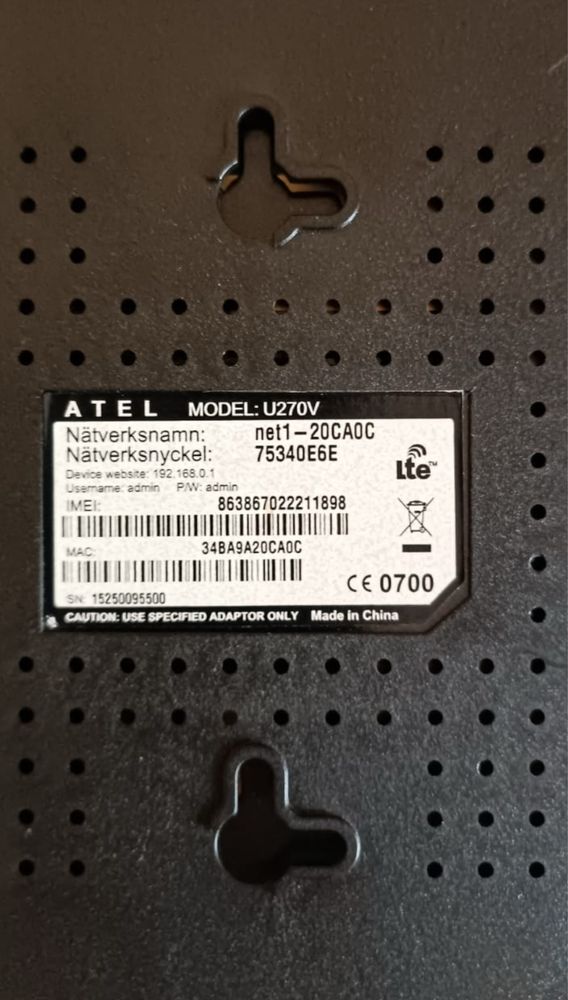 ATEL MODEL: U270V
Nätverksnamn: net1-20CA0C
Nätverksnyckel: 75340E6E
Device website: 192.168.0.1
Username: admin P/W: admin
Lte™
IMEI: 863867022211898
MAC: 34BA9A20CA0C
CE 0700
SN: 15250095500
CAUTION: USE SPECIFIED ADAPTOR ONLY Made in China